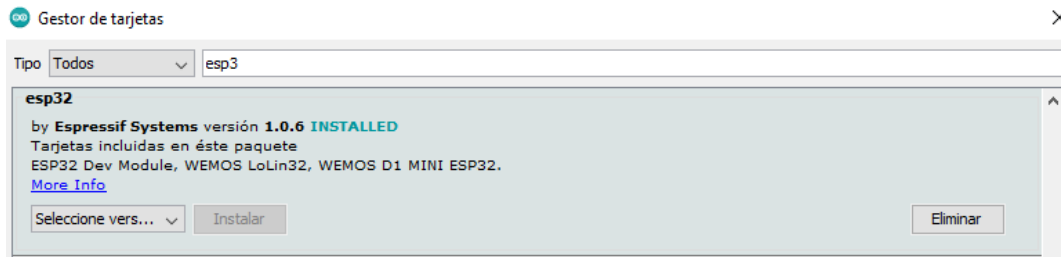 Gestor de tarjetas
Tipo Todos esp3
esp32
by Espressif Systems versión 1.0.6 INSTALLED
Tarjetas incluidas en éste paquete
ESP32 Dev Module, WEMOS LoLin32, WEMOS D1 MINI ESP32.
More Info
Seleccione vers... Instalar Eliminar